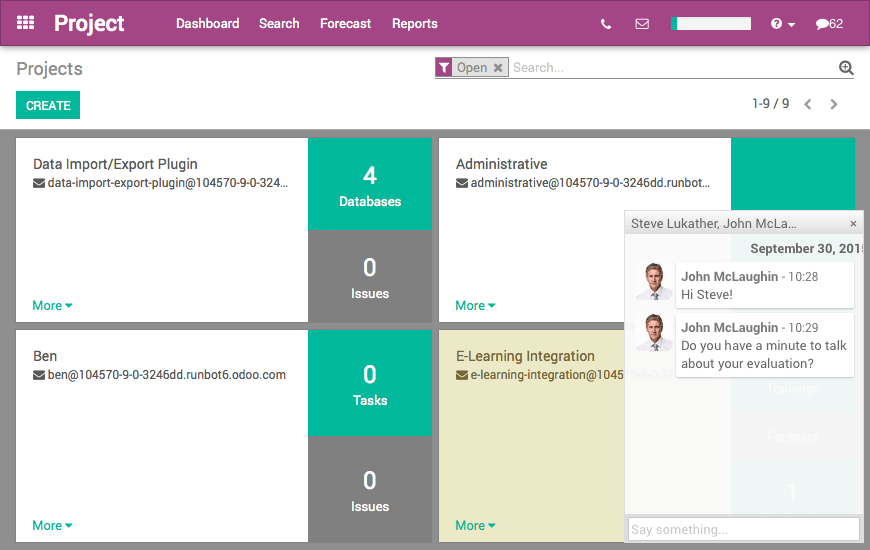 Project Dashboard Search Forecast Reports 62
Projects
Open Search...
CREATE
1-9 / 9
Data Import/Export Plugin
data-import-export-plugin@104570-9-0-324...
4
Databases
0
Issues
More
Administrative
administrative@104570-9-0-3246dd.runbot...
More
Ben
ben@104570-9-0-3246dd.runbot6.odoo.com
0
Tasks
0
Issues
More
E-Learning Integration
e-learning-integration@10457
Trainings
Forecast
1
More
Steve Lukather, John McLa... ×
September 30, 201
John McLaughin - 10:28
Hi Steve!
John McLaughin - 10:29
Do you have a minute to talk
about your evaluation?
Say something...